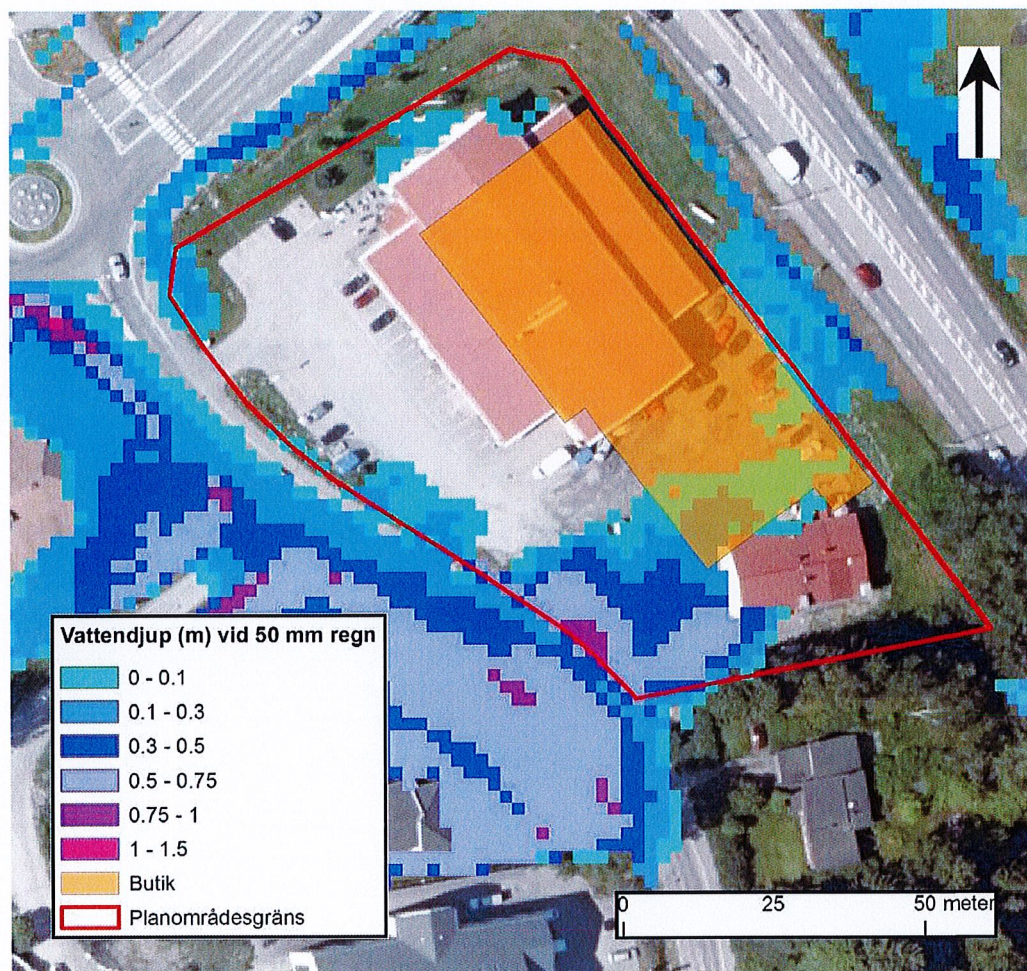 Vattendjup (m) vid 50 mm regn
0 - 0.1
0.1 - 0.3
0.3 - 0.5
0.5 - 0.75
0.75 - 1
1 - 1.5
Butik
Planområdesgräns
0 25 50 meter